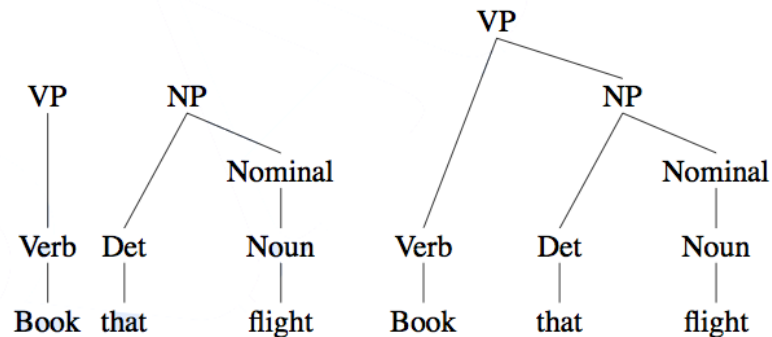 VP
VP NP NP
Nominal Nominal
Verb Det Noun Verb Det Noun
Book that flight Book that flight